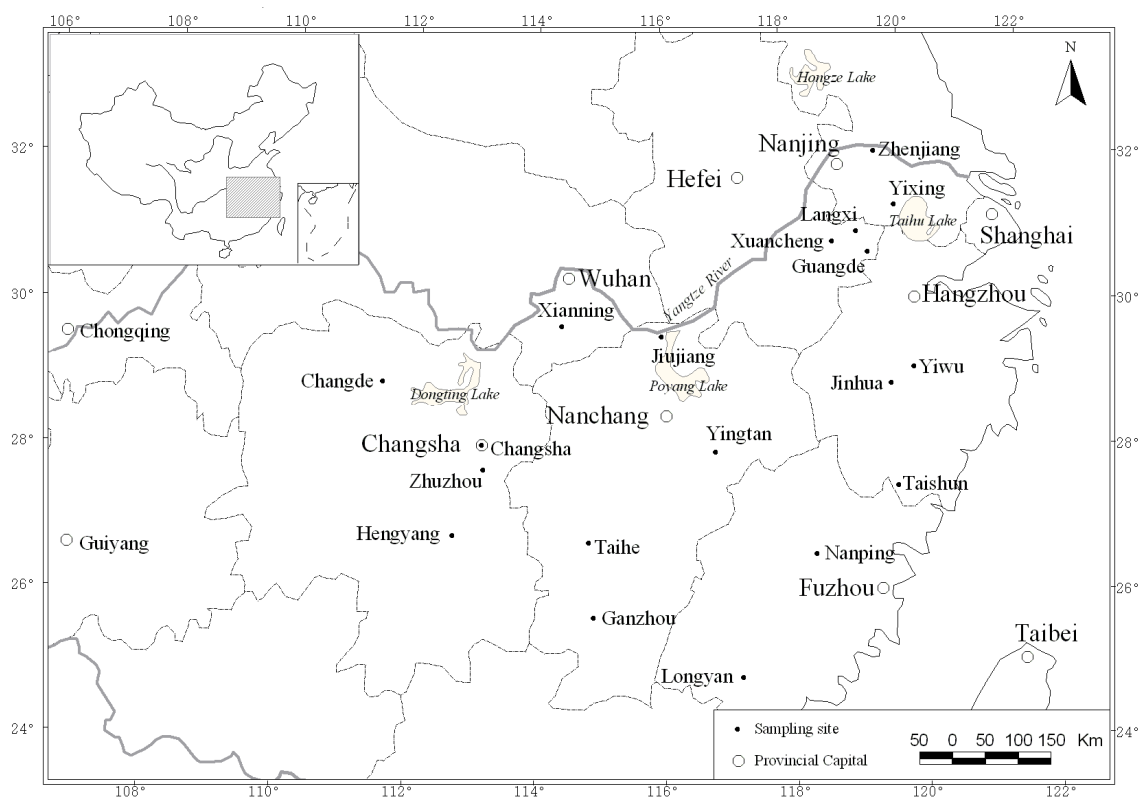 106° 108° 110° 112° 114° 116° 118° 120° 122°
N
Hongze Lake
32°
32°
Nanjing
Zhenjiang
Hefei
Yixing
Langxi
Taihu Lake
Xuancheng
Shanghai
Guangde
Yangtze River
30°
30°
Wuhan
Hangzhou
Xianning
Chongqing
Jiujiang
Yiwu
Changde
Jinhua
Dongting Lake
Poyang Lake
Nanchang
28°
28°
Yingtan
Changsha
Changsha
Zhuzhou
Taishun
Hengyang
Taihe
Nanping
Guiyang
26°
26°
Fuzhou
Ganzhou
Taibei
Longyan
24°
24°
Sampling site
Provincial Capital
50 0 50 100 150 Km
108° 110° 112° 114° 116° 118° 120° 122°